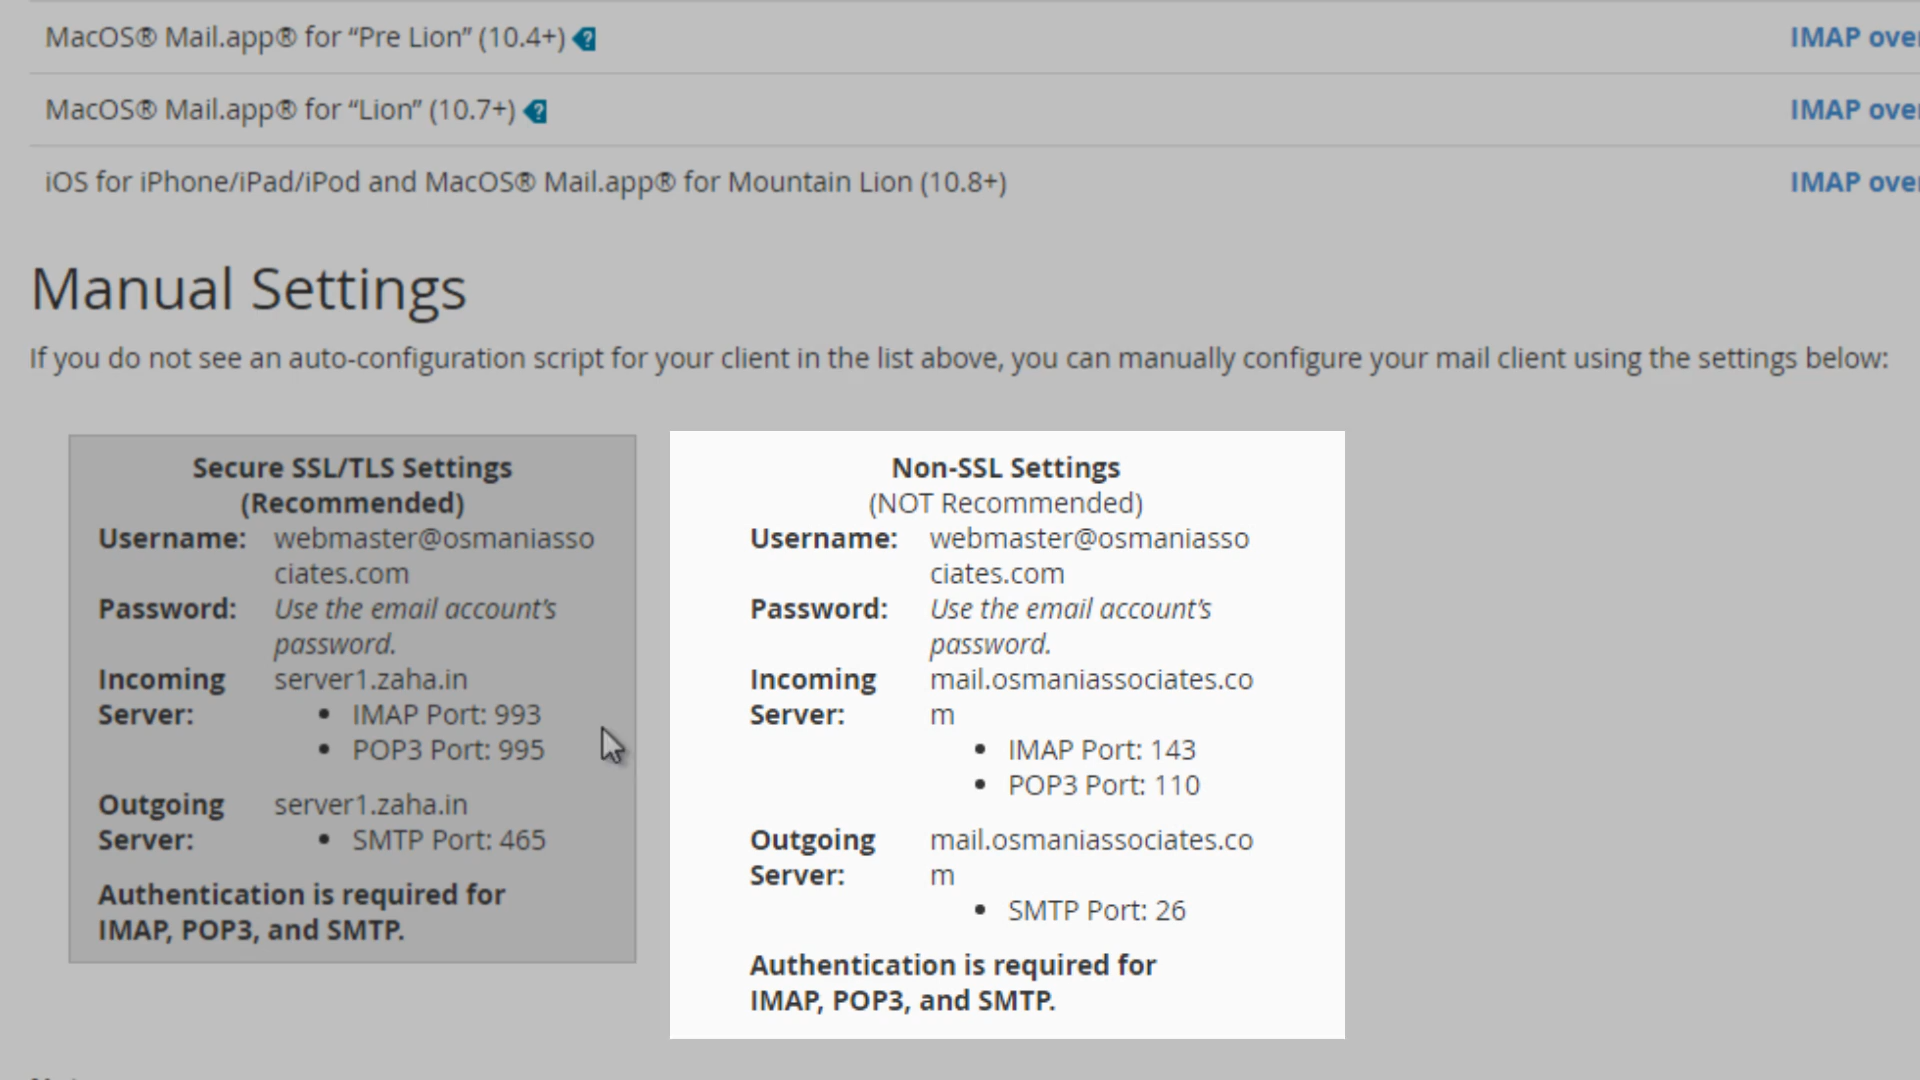 MacOS® Mail.app® for “Pre Lion” (10.4+) ?
IMAP over
MacOS® Mail.app® for “Lion” (10.7+) ?
IMAP over
iOS for iPhone/iPad/iPod and MacOS® Mail.app® for Mountain Lion (10.8+)
IMAP over
Manual Settings
If you do not see an auto-configuration script for your client in the list above, you can manually configure your mail client using the settings below:
Secure SSL/TLS Settings
(Recommended)
Username: webmaster@osmaniasso
ciates.com
Password: Use the email account’s
password.
Incoming server1.zaha.in
Server: • IMAP Port: 993
• POP3 Port: 995
Outgoing server1.zaha.in
Server: • SMTP Port: 465
Authentication is required for
IMAP, POP3, and SMTP.
Non-SSL Settings
(NOT Recommended)
Username: webmaster@osmaniasso
ciates.com
Password: Use the email account’s
password.
Incoming mail.osmaniassociates.co
Server: m
• IMAP Port: 143
• POP3 Port: 110
Outgoing mail.osmaniassociates.co
Server: m
• SMTP Port: 26
Authentication is required for
IMAP, POP3, and SMTP.